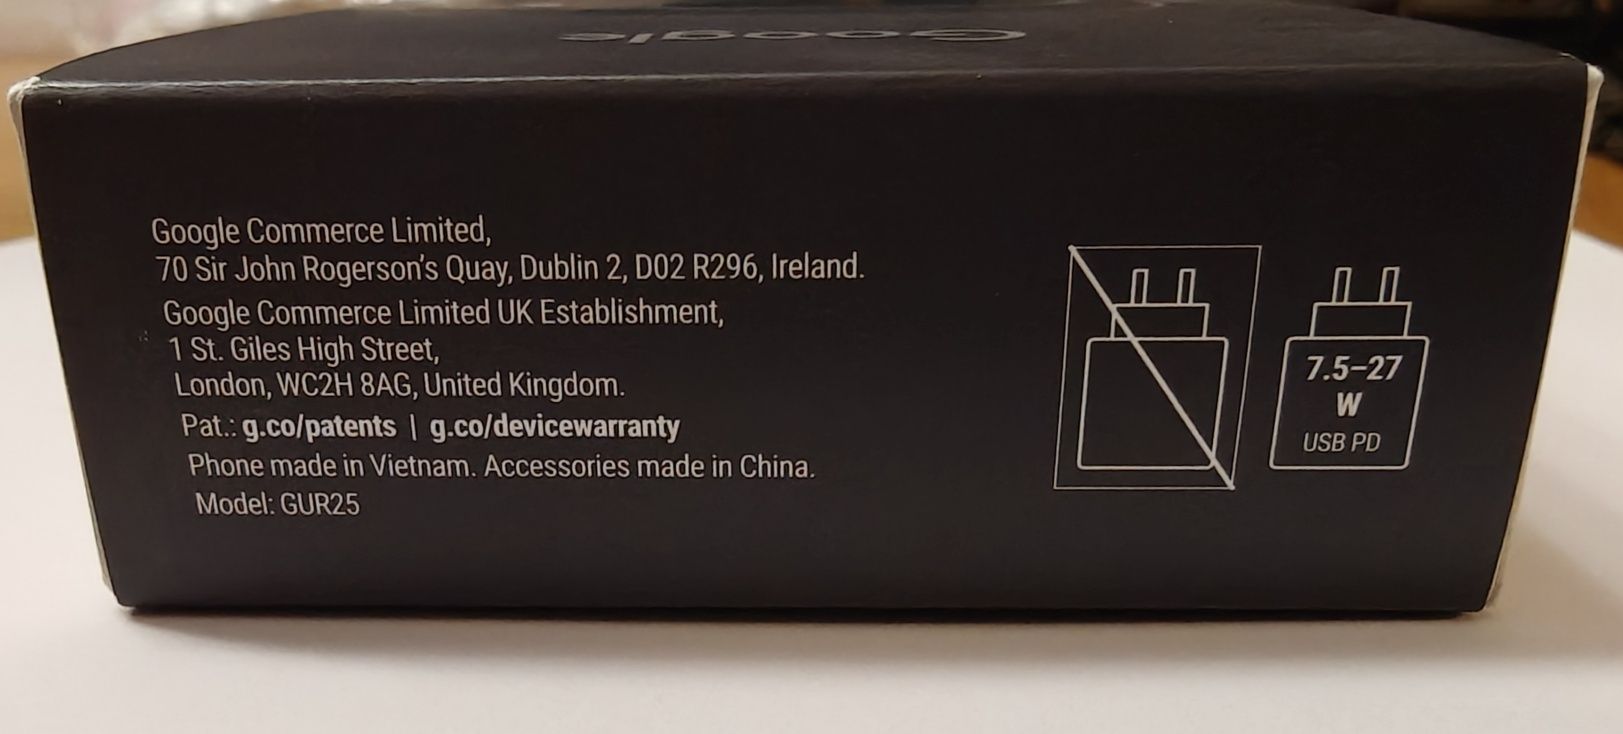 Google
Google Commerce Limited,
70 Sir John Rogerson's Quay, Dublin 2, D02 R296, Ireland.
Google Commerce Limited UK Establishment,
1 St. Giles High Street,
London, WC2H 8AG, United Kingdom.
Pat.: g.co/patents | g.co/devicewarranty
Phone made in Vietnam. Accessories made in China.
Model: GUR25
7.5–27
W
USB PD